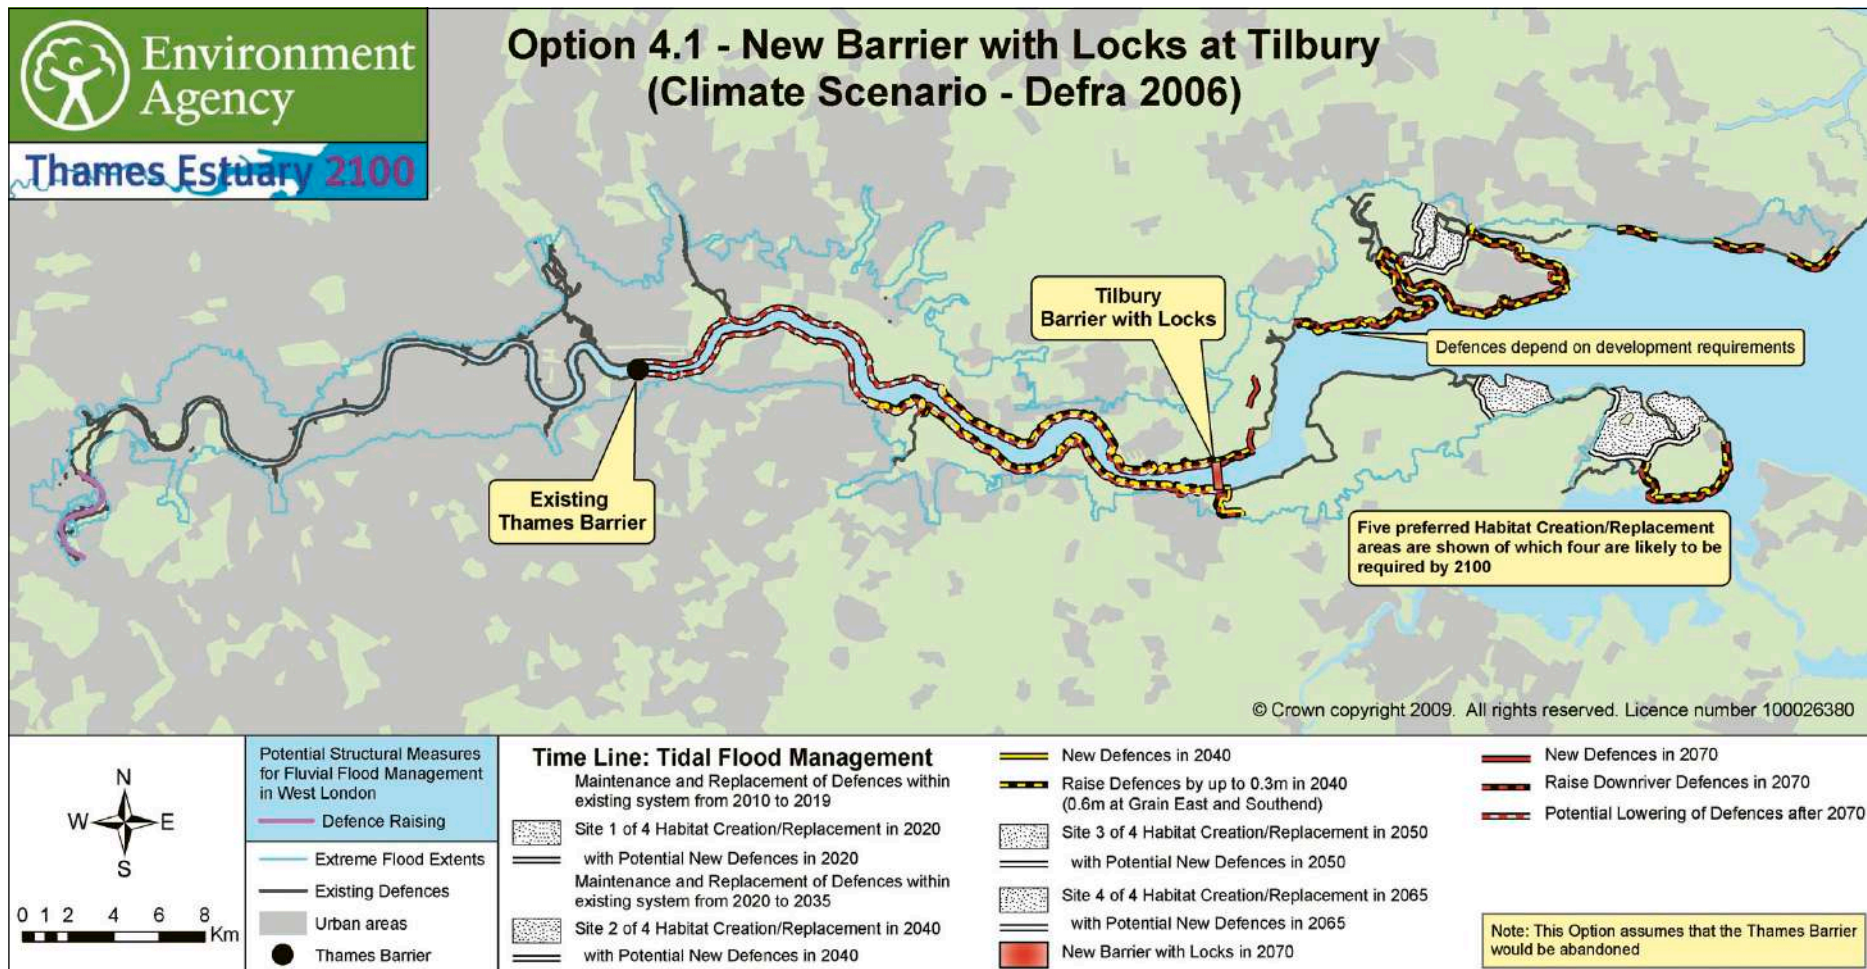 Environment
Agency
Thames Estuary 2100
Option 4.1 - New Barrier with Locks at Tilbury
(Climate Scenario - Defra 2006)
Tilbury
Barrier with Locks
Defences depend on development requirements
Existing
Thames Barrier
Five preferred Habitat Creation/Replacement
areas are shown of which four are likely to be
required by 2100
© Crown copyright 2009. All rights reserved. Licence number 100026380
N
W E
S
0 1 2 4 6 8
Km
Potential Structural Measures
for Fluvial Flood Management
in West London
Defence Raising
Extreme Flood Extents
Existing Defences
Urban areas
Thames Barrier
Time Line: Tidal Flood Management
Maintenance and Replacement of Defences within
existing system from 2010 to 2019
Site 1 of 4 Habitat Creation/Replacement in 2020
with Potential New Defences in 2020
Maintenance and Replacement of Defences within
existing system from 2020 to 2035
Site 2 of 4 Habitat Creation/Replacement in 2040
with Potential New Defences in 2040
New Defences in 2040
Raise Defences by up to 0.3m in 2040
(0.6m at Grain East and Southend)
Site 3 of 4 Habitat Creation/Replacement in 2050
with Potential New Defences in 2050
Site 4 of 4 Habitat Creation/Replacement in 2065
with Potential New Defences in 2065
New Barrier with Locks in 2070
New Defences in 2070
Raise Downriver Defences in 2070
Potential Lowering of Defences after 2070
Note: This Option assumes that the Thames Barrier
would be abandoned